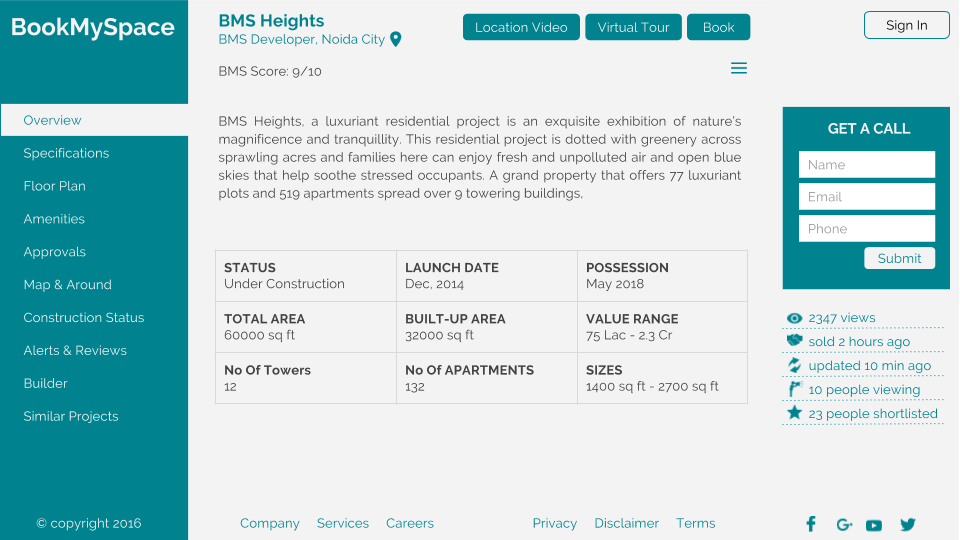 BookMySpace
Overview
Specifications
Floor Plan
Amenities
Approvals
Map & Around
Construction Status
Alerts & Reviews
Builder
Similar Projects
© copyright 2016
BMS Heights
BMS Developer, Noida City
BMS Score: 9/10
Location Video
Virtual Tour
Book
Sign In
BMS Heights, a luxuriant residential project is an exquisite exhibition of nature's
magnificence and tranquillity. This residential project is dotted with greenery across
sprawling acres and families here can enjoy fresh and unpolluted air and open blue
skies that help soothe stressed occupants. A grand property that offers 77 luxuriant
plots and 519 apartments spread over 9 towering buildings,
STATUS
Under Construction
LAUNCH DATE
Dec, 2014
POSSESSION
May 2018
TOTAL AREA
60000 sq ft
BUILT-UP AREA
32000 sq ft
VALUE RANGE
75 Lac - 2.3 Cr
No Of Towers
12
No Of APARTMENTS
132
SIZES
1400 sq ft - 2700 sq ft
GET A CALL
Name
Email
Phone
Submit
2347 views
sold 2 hours ago
updated 10 min ago
10 people viewing
23 people shortlisted
Company Services Careers
Privacy Disclaimer Terms